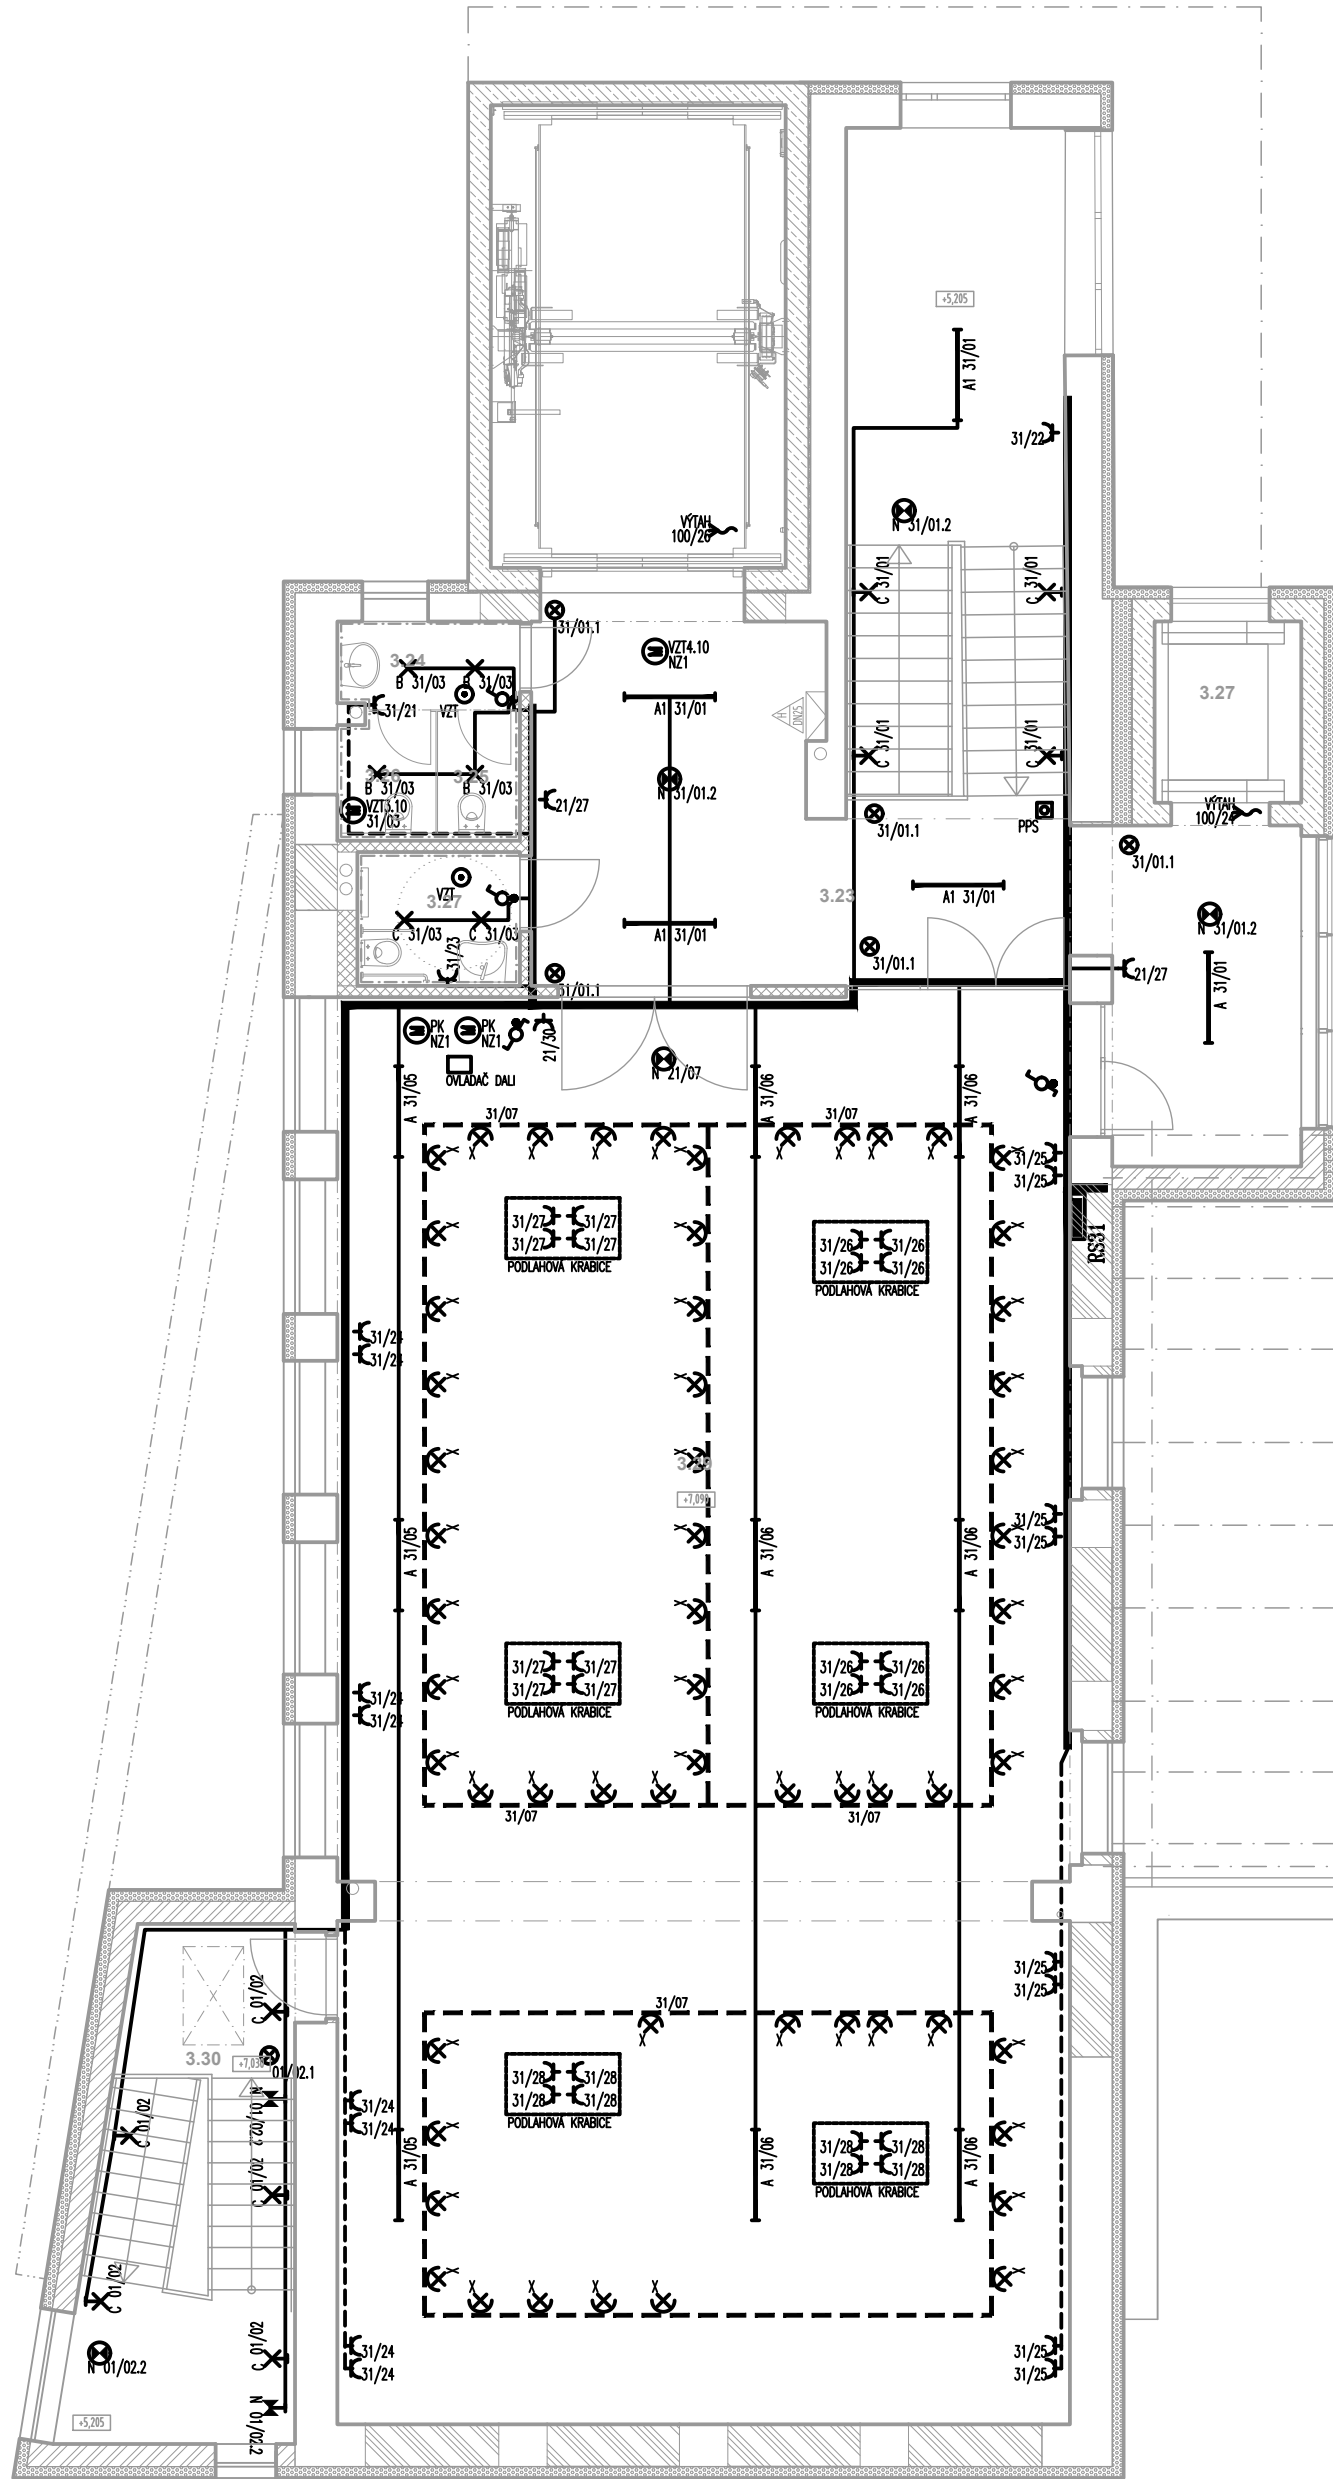 +5,205
A1 31/01
31/22
VÝTAH
100/26
N 31/01.2
C 31/01
C 31/01
31/01.1
VZT4.10
NZ1
3.24
B 31/03
B 31/03
31/21
VZT
A1 31/01
H
DN25
3.27
C 31/01
C 31/01
3.26
B 31/03
B 31/03
VZT3.10
31/03
21/27
N 31/01.2
31/01.1
PPS
VÝTAH
100/24
31/01.1
VZT
3.27
C 31/03
C 31/03
31/23
3.23
A1 31/01
A1 31/01
N 31/01.2
31/01.1
31/01.1
21/27
A 31/01
PK
NZ1
PK
NZ1
21/30
OVLADAČ DALI
N 21/07
A 31/05
A 31/06
A 31/06
31/07
31/07
X X X X X X X X
31/25
31/25
31/27 31/27
31/27 31/27
PODLAHOVÁ KRABICE
31/26 31/26
31/26 31/26
PODLAHOVÁ KRABICE
RS31
31/24
31/24
+7,090
A 31/05
A 31/06
A 31/06
31/25
31/25
31/27 31/27
31/27 31/27
PODLAHOVÁ KRABICE
31/26 31/26
31/26 31/26
PODLAHOVÁ KRABICE
31/24
31/24
X X X X X X X X
31/07
31/07
31/25
31/25
C 01/02
31/07
X X X X X
3.30
+7,030
01/02.1
N 01/02.2
C 01/02
31/24
31/24
31/28 31/28
31/28 31/28
PODLAHOVÁ KRABICE
A 31/05
A 31/06
A 31/06
31/28 31/28
31/28 31/28
PODLAHOVÁ KRABICE
C 01/02
C 01/02
X X X X
C 01/02
31/24
31/24
31/25
31/25
N 01/02.2
N 01/02.2
+5,205